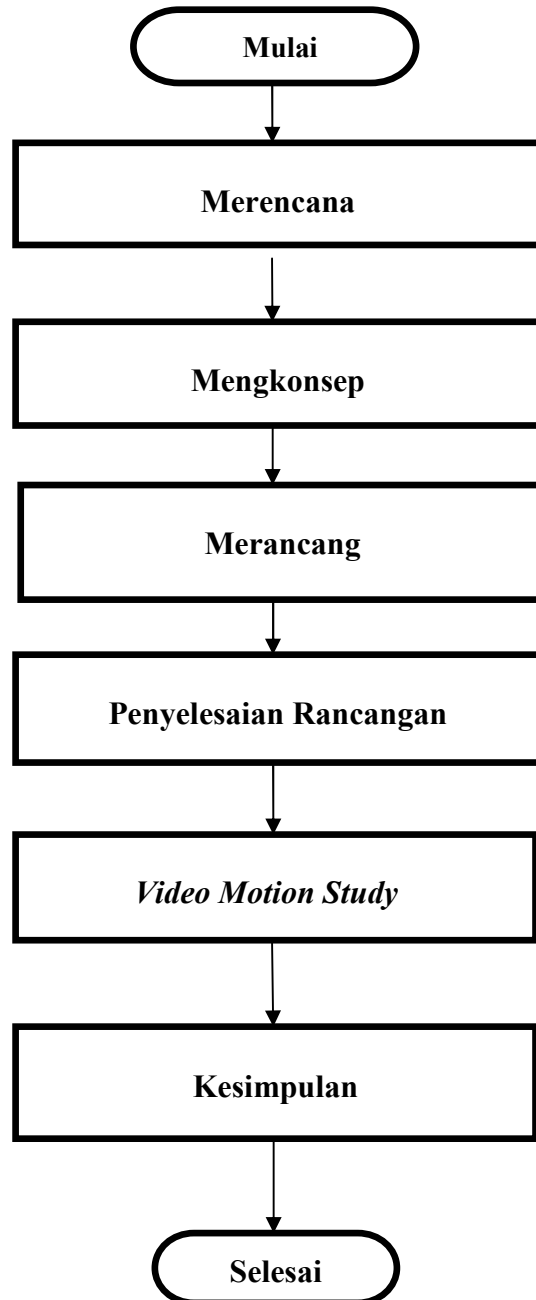 Mulai
Merencana
Mengkonsep
Merancang
Penyelesaian Rancangan
Video Motion Study
Kesimpulan
Selesai